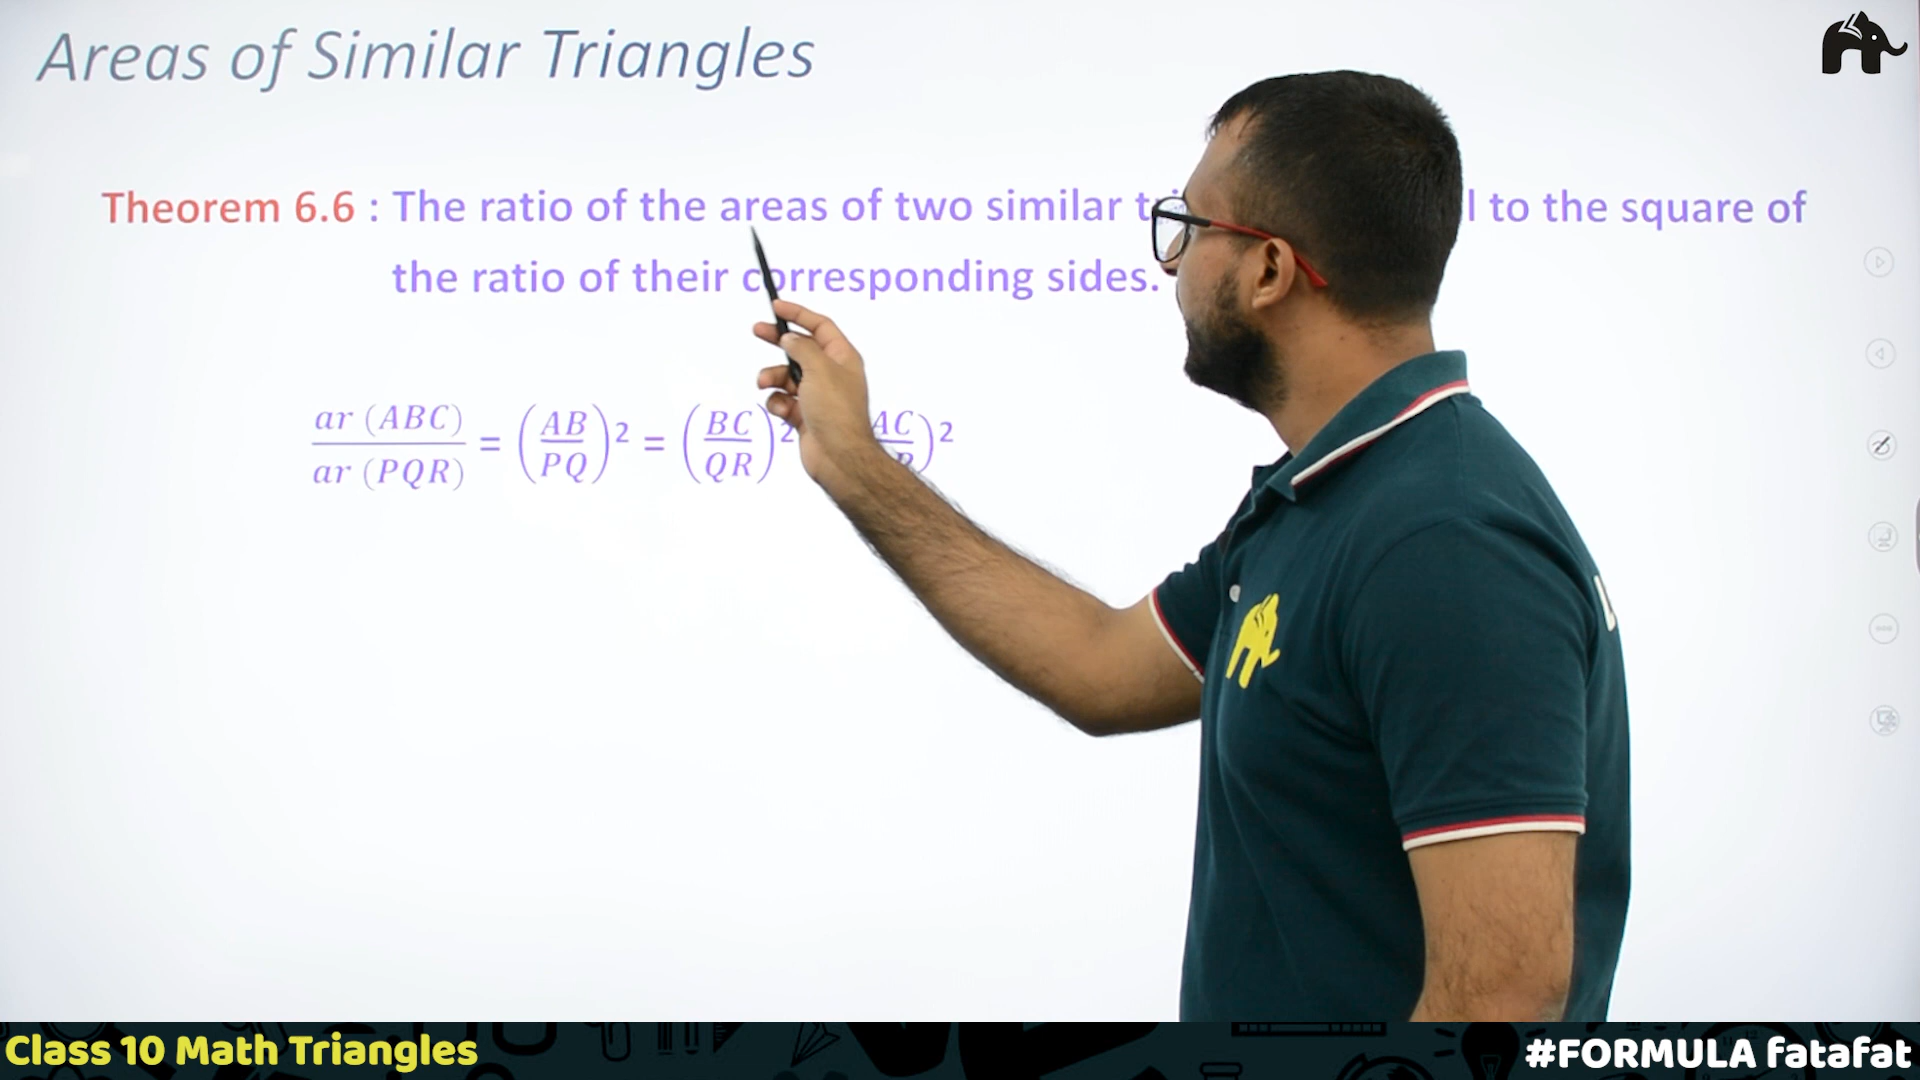 Areas of Similar Triangles
Theorem 6.6 : The ratio of the areas of two similar to the square of
the ratio of their corresponding sides.
ar (ABC) / ar (PQR) = (AB / PQ)² = (BC / QR)² (AC / )²
Class 10 Math Triangles
#FORMULA fatafat